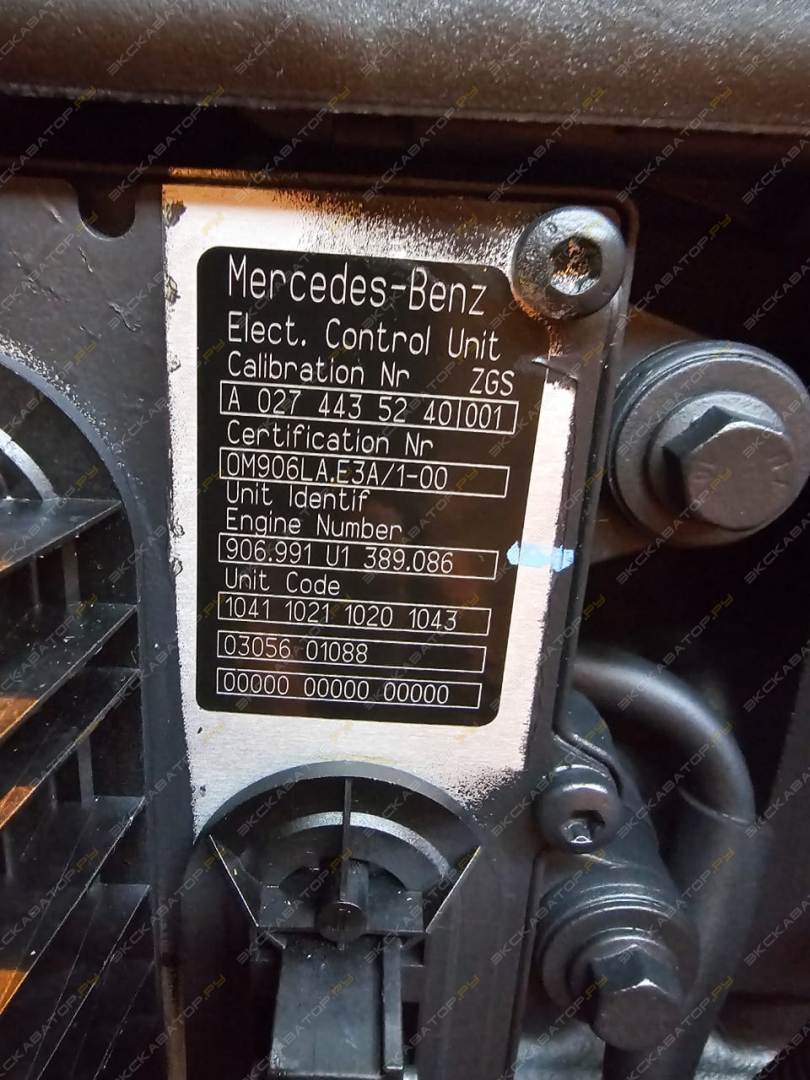 Mercedes-Benz
Elect. Control Unit
Calibration Nr ZGS
A 027 443 52 40|001
Certification Nr
OM906LA.E3A/1-00
Unit Identif
Engine Number
906.991 U1 389.086
Unit Code
1041 1021 1020 1043
03056 01088
00000 00000 00000
ЭКСКАВАТОР.РУ